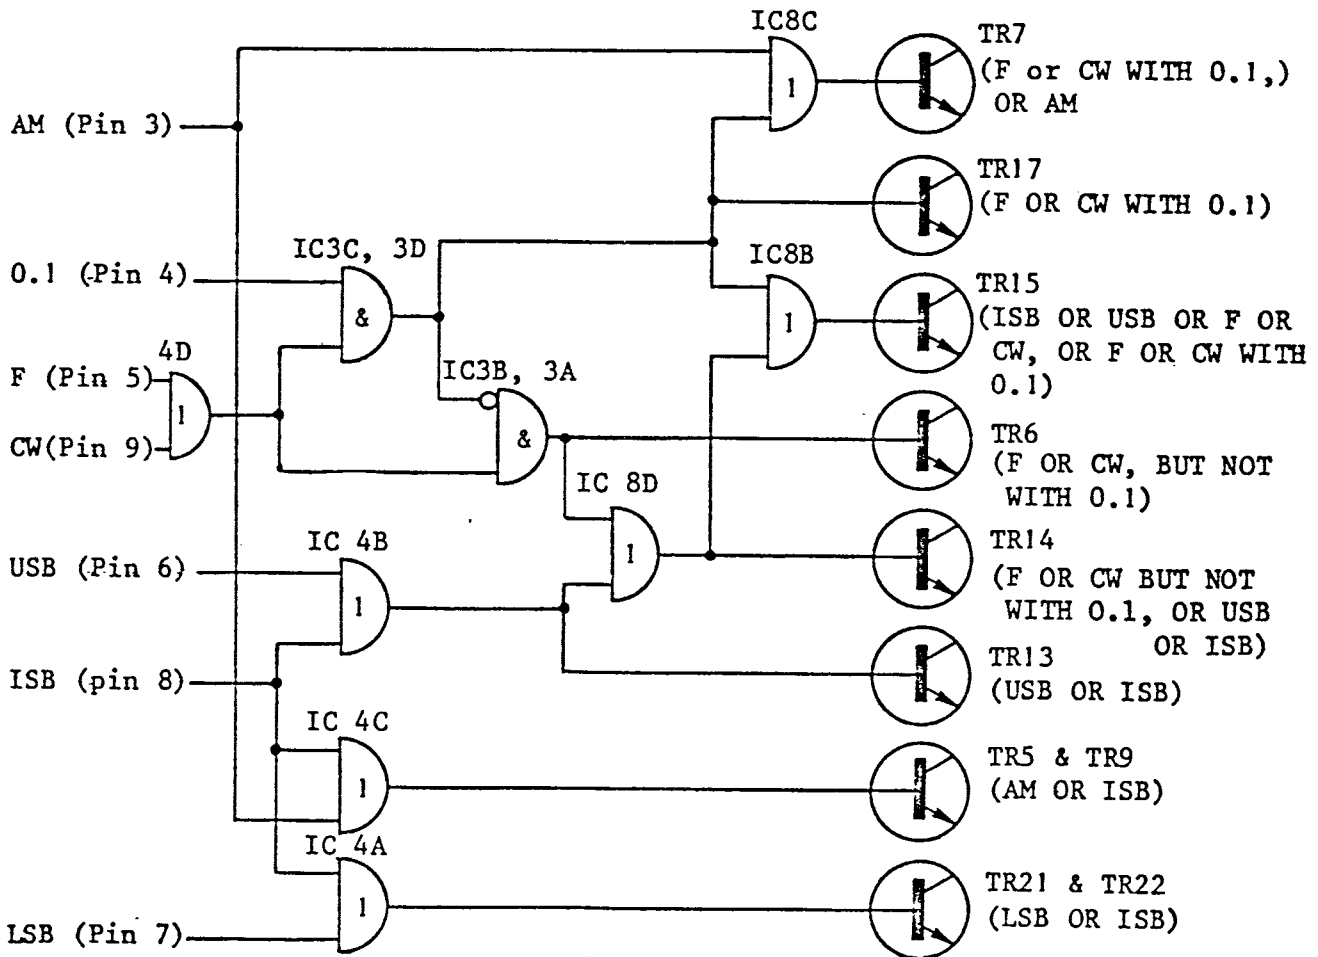 IC8C
TR7
(F or CW WITH 0.1,)
OR AM
AM (Pin 3)
1
TR17
(F OR CW WITH 0.1)
IC3C, 3D
IC8B
0.1 (Pin 4)
&
1
TR15
(ISB OR USB OR F OR
CW, OR F OR CW WITH
0.1)
4D
F (Pin 5)
1
CW(Pin 9)
IC3B, 3A
&
TR6
(F OR CW, BUT NOT
WITH 0.1)
IC 8D
1
TR14
(F OR CW BUT NOT
WITH 0.1, OR USB
OR ISB)
IC 4B
USB (Pin 6)
1
TR13
(USB OR ISB)
ISB (pin 8)
IC 4C
1
TR5 & TR9
(AM OR ISB)
IC 4A
1
TR21 & TR22
(LSB OR ISB)
LSB (Pin 7)